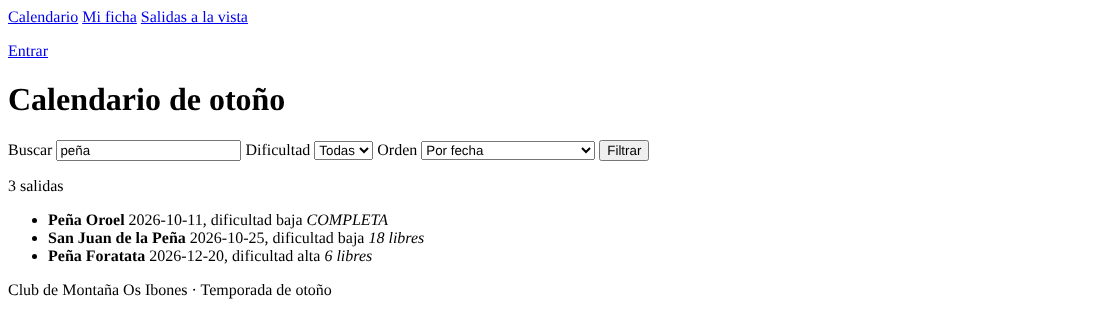 Calendario Mi ficha Salidas a la vista
Entrar
Calendario de otoño
Buscar peña Dificultad Todas Orden Por fecha Filtrar
3 salidas
Peña Oroel 2026-10-11, dificultad baja COMPLETA
San Juan de la Peña 2026-10-25, dificultad baja 18 libres
Peña Foratata 2026-12-20, dificultad alta 6 libres
Club de Montaña Os Ibones · Temporada de otoño